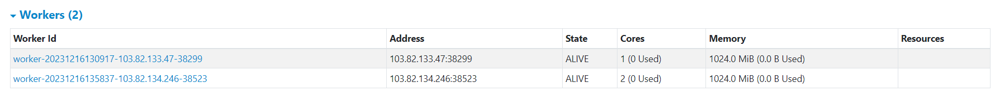 Workers (2)
Worker Id Address State Cores Memory Resources
worker-20231216130917-103.82.133.47-38299 103.82.133.47:38299 ALIVE 1 (0 Used) 1024.0 MiB (0.0 B Used)
worker-20231216135837-103.82.134.246-38523 103.82.134.246:38523 ALIVE 2 (0 Used) 1024.0 MiB (0.0 B Used)